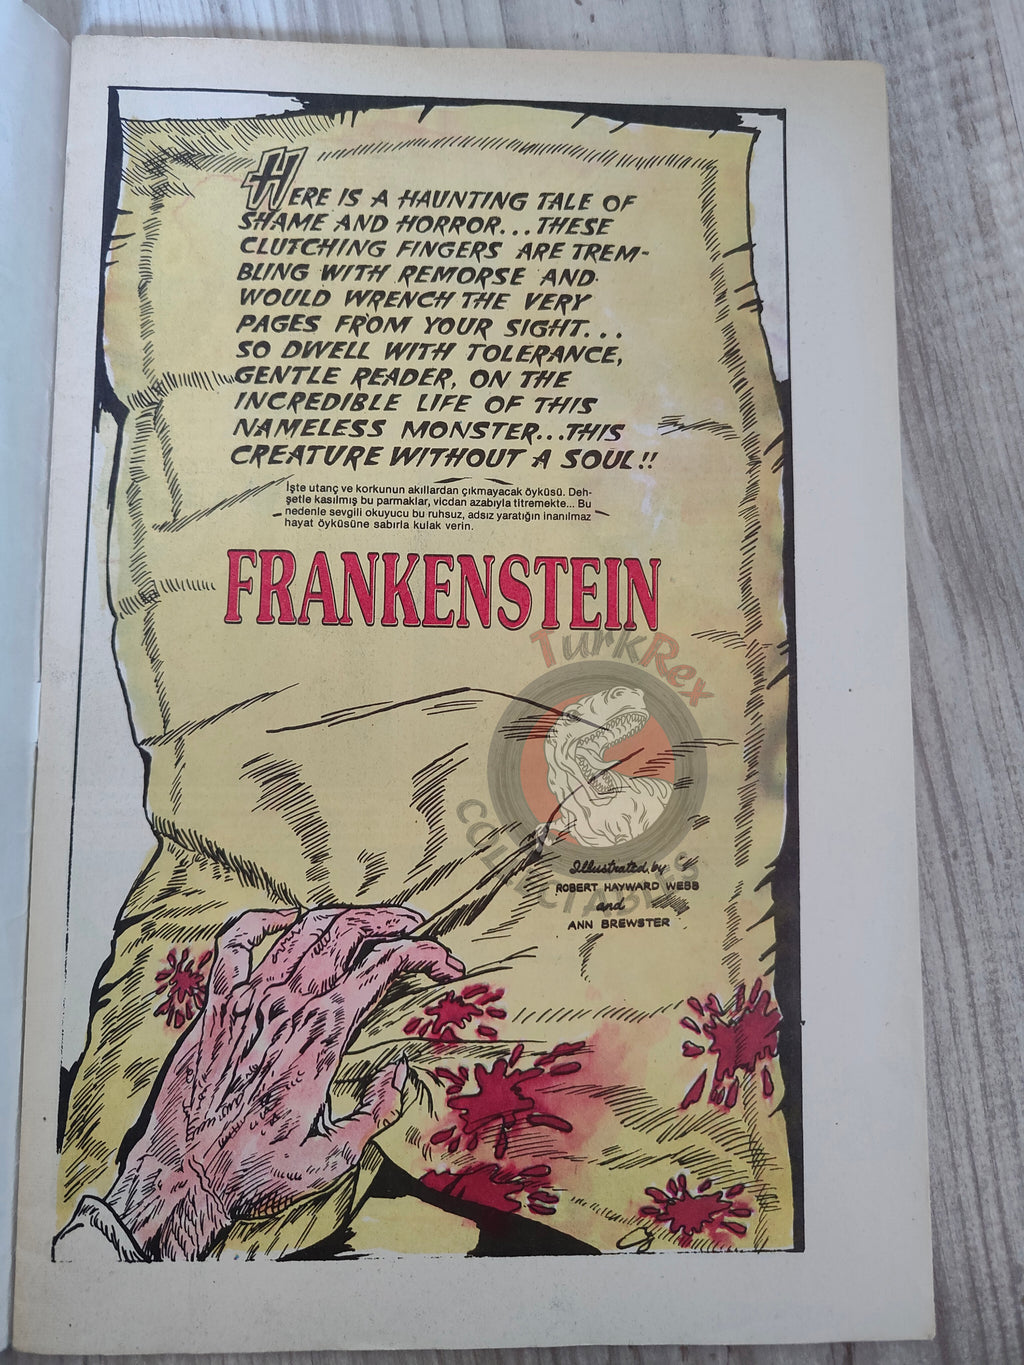 HERE IS A HAUNTING TALE OF
SHAME AND HORROR... THESE
CLUTCHING FINGERS ARE TREM-
BLING WITH REMORSE AND
WOULD WRENCH THE VERY
PAGES FROM YOUR SIGHT...
SO DWELL WITH TOLERANCE,
GENTLE READER, ON THE
INCREDIBLE LIFE OF THIS
NAMELESS MONSTER...THIS
CREATURE WITHOUT A SOUL!!
İşte utanç ve korkunun akıllardan çıkmayacak öyküsü. Deh-
şetle kasılmış bu parmaklar, vicdan azabıyla titremekte... Bu
nedenle sevgili okuyucu bu ruhsuz, adsız yaratığın inanılmaz
hayat öyküsüne sabırla kulak verin.
FRANKENSTEIN
TurkRex
COLLECTABLES
Illustrated by
ROBERT HAYWARD WEBB
and
ANN BREWSTER